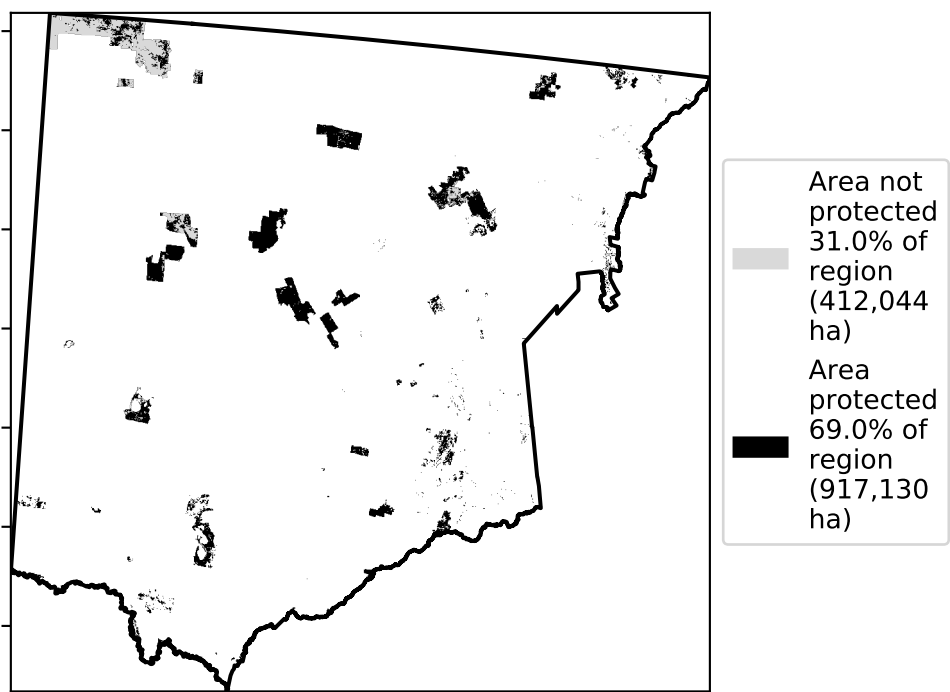 Area not
protected
31.0% of
region
(412,044
ha)
Area
protected
69.0% of
region
(917,130
ha)